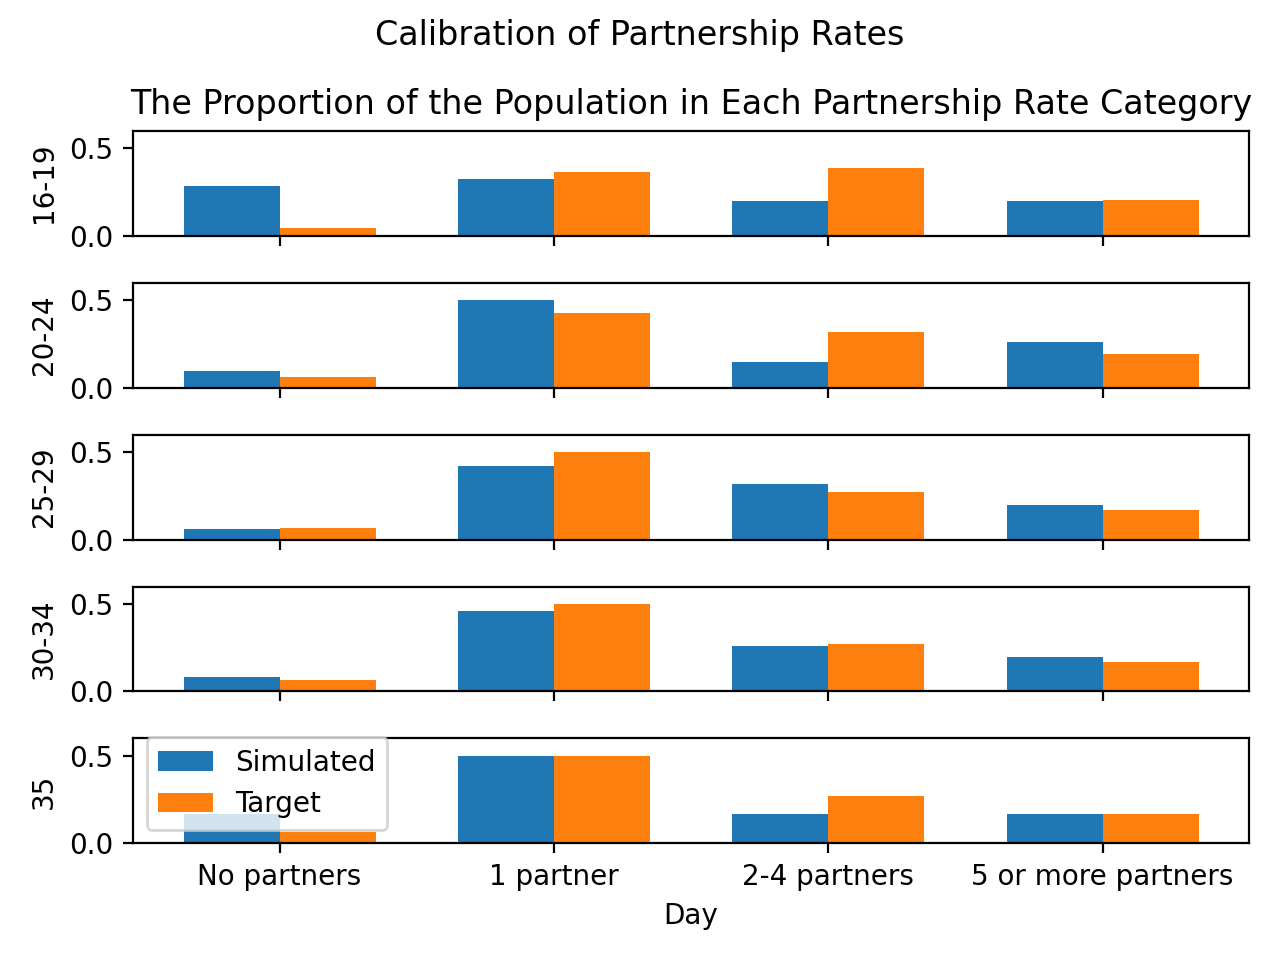 Calibration of Partnership Rates
The Proportion of the Population in Each Partnership Rate Category
16-19
0.5
0.0
20-24
0.5
0.0
25-29
0.5
0.0
30-34
0.5
0.0
35
0.5
0.0
Simulated
Target
No partners
1 partner
2-4 partners
5 or more partners
Day